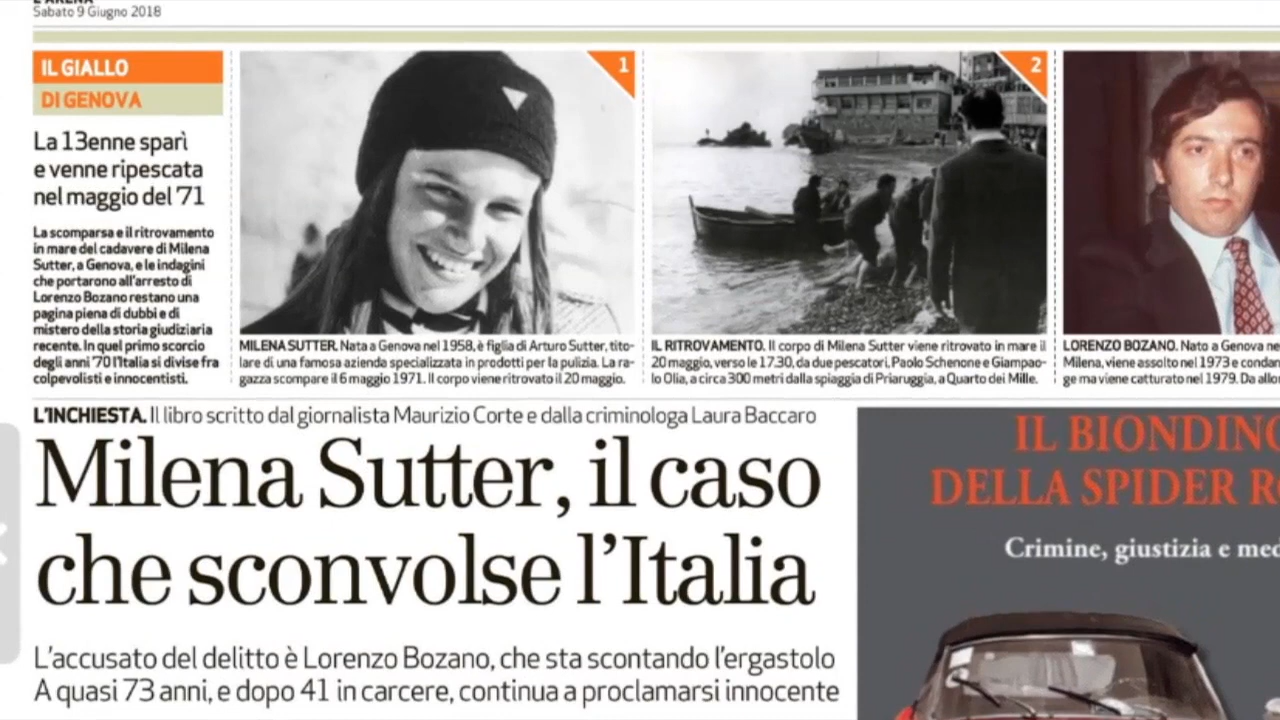 L'ARENA
Sabato 9 Giugno 2018
IL GIALLO
DI GENOVA
La 13enne sparì
e venne ripescata
nel maggio del '71
La scomparsa e il ritrovamento
in mare del cadavere di Milena
Sutter, a Genova, e le indagini
che portarono all'arresto di
Lorenzo Bozano restano una
pagina piena di dubbi e di
mistero della storia giudiziaria
recente. In quel primo scorcio
degli anni '70 l'Italia si divise fra
colpevolisti e innocentisti.
1
MILENA SUTTER. Nata a Genova nel 1958, è figlia di Arturo Sutter, tito-
lare di una famosa azienda specializzata in prodotti per la pulizia. La ra-
gazza scompare il 6 maggio 1971. Il corpo viene ritrovato il 20 maggio.
2
IL RITROVAMENTO. Il corpo di Milena Sutter viene ritrovato in mare il
20 maggio, verso le 17.30, da due pescatori, Paolo Schenone e Giampao-
lo Olia, a circa 300 metri dalla spiaggia di Priaruggia, a Quarto dei Mille.
LORENZO BOZANO. Nato a Genova ne
Milena, viene assolto nel 1973 e condan
ge ma viene catturato nel 1979. Da allo
L'INCHIESTA. Il libro scritto dal giornalista Maurizio Corte e dalla criminologa Laura Baccaro
Milena Sutter, il caso
che sconvolse l'Italia
L'accusato del delitto è Lorenzo Bozano, che sta scontando l'ergastolo
A quasi 73 anni, e dopo 41 in carcere, continua a proclamarsi innocente
IL BIONDINO
DELLA SPIDER RO
Crimine, giustizia e med